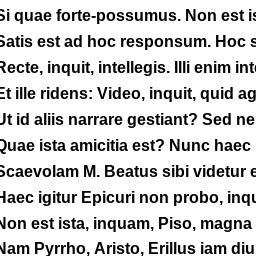 Si quae forte-possumus. Non est is
Satis est ad hoc responsum. Hoc s
Recte, inquit, intellegis. Illi enim inte
Et ille ridens: Video, inquit, quid ag
Ut id aliis narrare gestiant? Sed ne
Quae ista amicitia est? Nunc haec
Scaevolam M. Beatus sibi videtur e
Haec igitur Epicuri non probo, inqu
Non est ista, inquam, Piso, magna
Nam Pyrrho, Aristo, Erillus iam diu